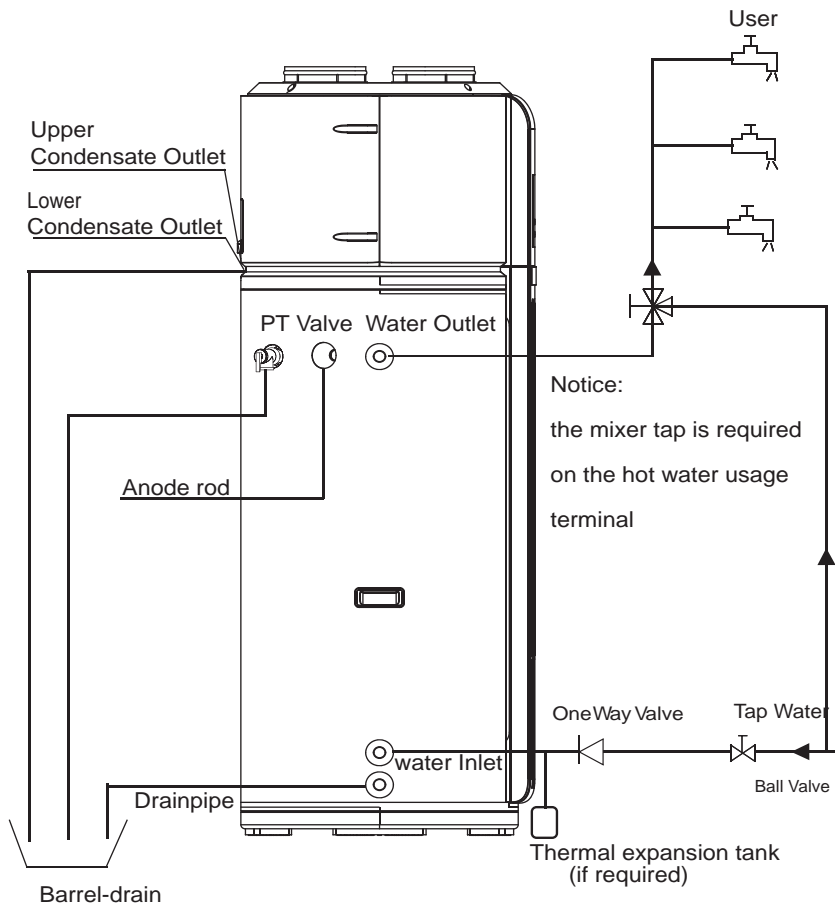 User
Upper
Condensate Outlet
Lower
Condensate Outlet
PT Valve
Water Outlet
Notice:
the mixer tap is required
on the hot water usage
terminal
Anode rod
One Way Valve
Tap Water
water Inlet
Ball Valve
Drainpipe
Thermal expansion tank
(if required)
Barrel-drain